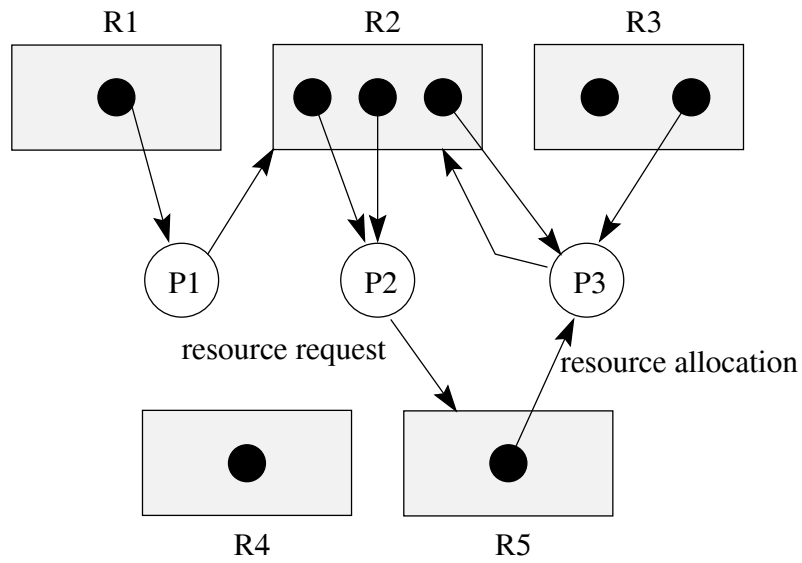 R1
R2
R3
P1
P2
P3
resource request
resource allocation
R4
R5